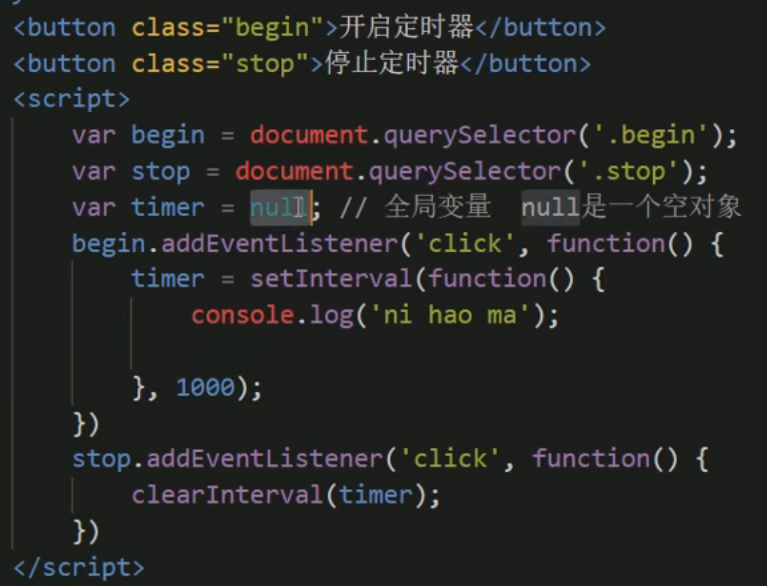 <button class="begin">开启定时器</button>
<button class="stop">停止定时器</button>
<script>
var begin = document.querySelector('.begin');
var stop = document.querySelector('.stop');
var timer = null; // 全局变量 null是一个空对象
begin.addEventListener('click', function() {
timer = setInterval(function() {
console.log('ni hao ma');
}, 1000);
})
stop.addEventListener('click', function() {
clearInterval(timer);
})
</script>